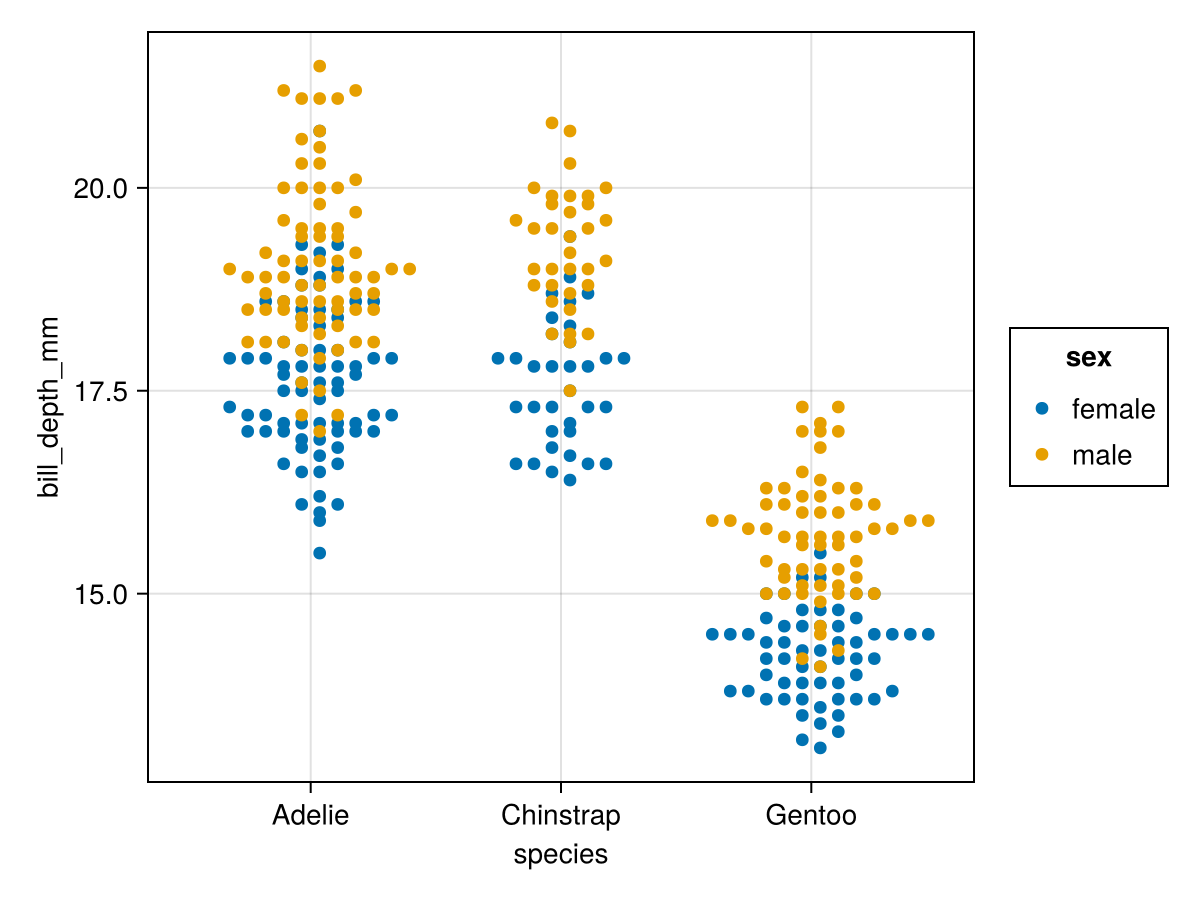 bill_depth_mm
20.0
17.5
15.0
Adelie
Chinstrap
Gentoo
species
sex
female
male